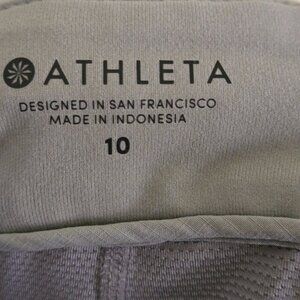 ATHLETA
DESIGNED IN SAN FRANCISCO
MADE IN INDONESIA
10